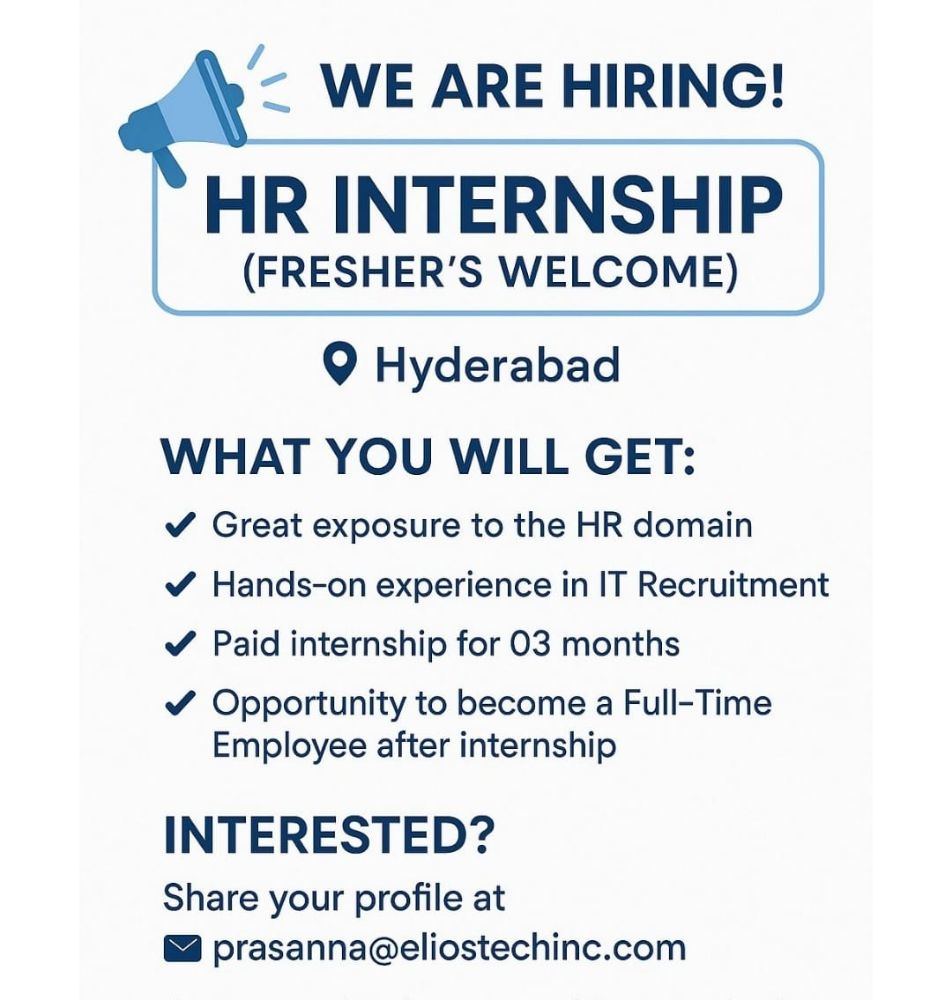 WE ARE HIRING!
HR INTERNSHIP
(FRESHER'S WELCOME)
Hyderabad
WHAT YOU WILL GET:
Great exposure to the HR domain
Hands-on experience in IT Recruitment
Paid internship for 03 months
Opportunity to become a Full-Time
Employee after internship
INTERESTED?
Share your profile at
prasanna@eliostechinc.com